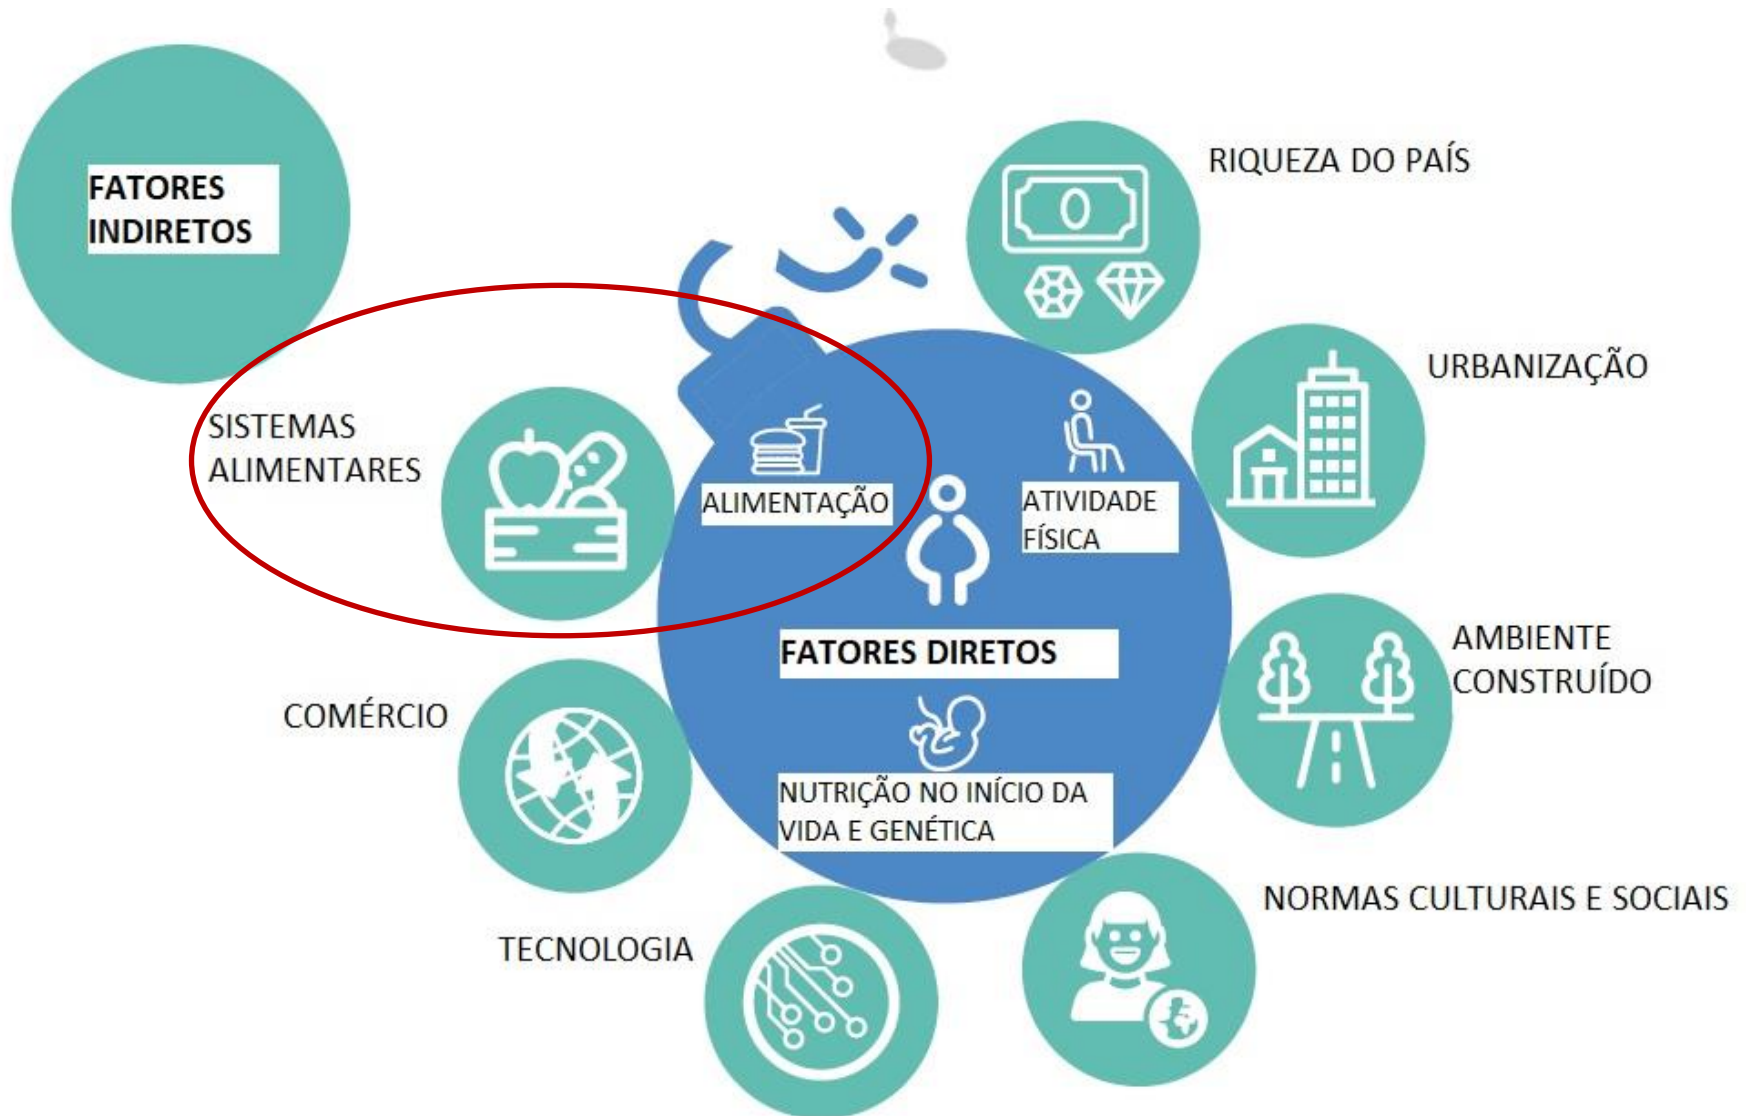 FATORES
INDIRETOS
RIQUEZA DO PAÍS
URBANIZAÇÃO
SISTEMAS
ALIMENTARES
ALIMENTAÇÃO
ATIVIDADE
FÍSICA
FATORES DIRETOS
AMBIENTE
CONSTRUÍDO
COMÉRCIO
NUTRIÇÃO NO INÍCIO DA
VIDA E GENÉTICA
NORMAS CULTURAIS E SOCIAIS
TECNOLOGIA